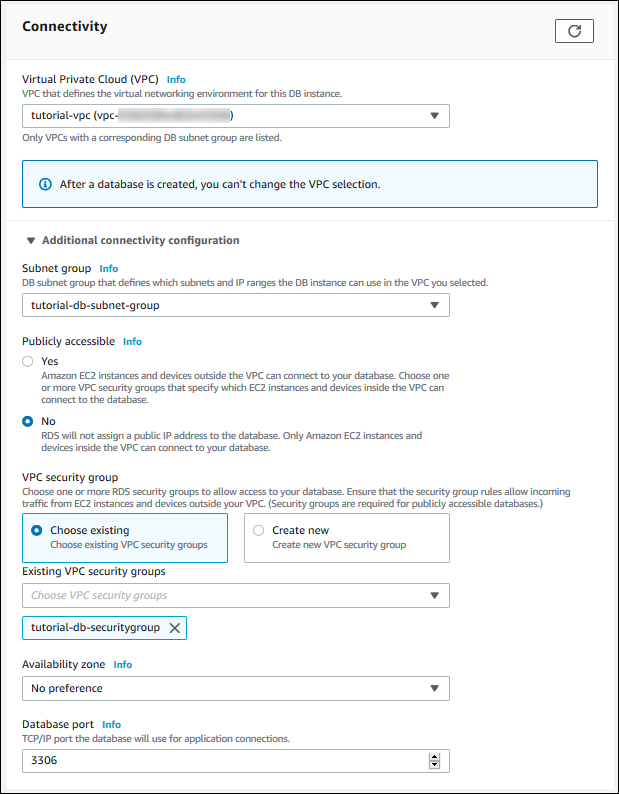 Connectivity
Virtual Private Cloud (VPC) Info
VPC that defines the virtual networking environment for this DB instance.
tutorial-vpc (vpc- )
Only VPCs with a corresponding DB subnet group are listed.
After a database is created, you can't change the VPC selection.
Additional connectivity configuration
Subnet group Info
DB subnet group that defines which subnets and IP ranges the DB instance can use in the VPC you selected.
tutorial-db-subnet-group
Publicly accessible Info
Yes
Amazon EC2 instances and devices outside the VPC can connect to your database. Choose one
or more VPC security groups that specify which EC2 instances and devices inside the VPC can
connect to the database.
No
RDS will not assign a public IP address to the database. Only Amazon EC2 instances and
devices inside the VPC can connect to your database.
VPC security group
Choose one or more RDS security groups to allow access to your database. Ensure that the security group rules allow incoming
traffic from EC2 instances and devices outside your VPC. (Security groups are required for publicly accessible databases.)
Choose existing
Choose existing VPC security groups
Create new
Create new VPC security group
Existing VPC security groups
Choose VPC security groups
tutorial-db-securitygroup
Availability zone Info
No preference
Database port Info
TCP/IP port the database will use for application connections.
3306